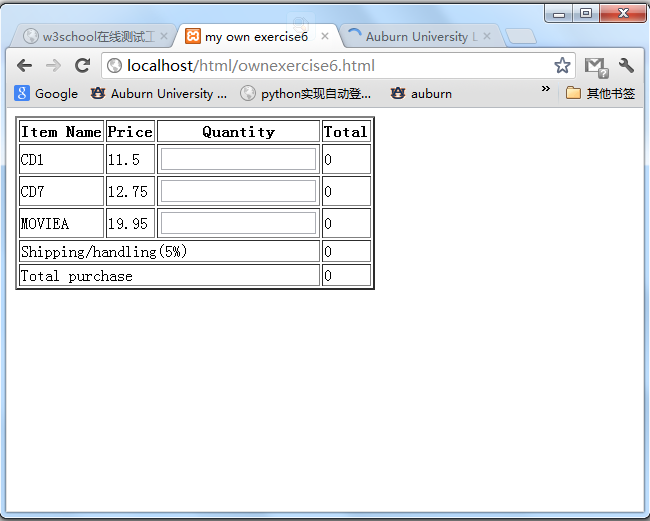 w3school在线测试工
my own exercise6
Auburn University L
localhost/html/ownexercise6.html
Google
Auburn University ...
python实现自动登...
auburn
»
其他书签
Item Name Price Quantity Total
CD1 11.5 0
CD7 12.75 0
MOVIEA 19.95 0
Shipping/handling(5%) 0
Total purchase 0